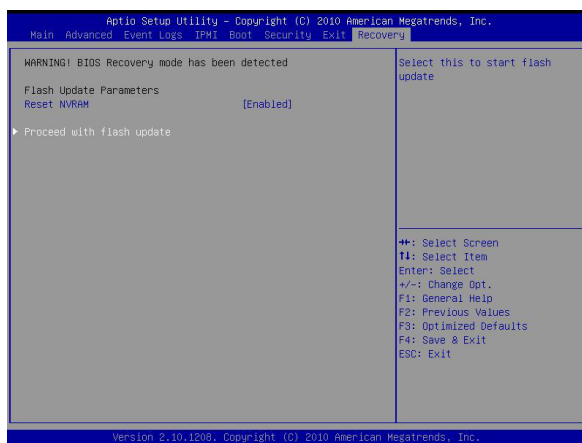 Aptio Setup Utility – Copyright (C) 2010 American Megatrends, Inc.
Main Advanced Event Logs IPMI Boot Security Exit Recovery
WARNING! BIOS Recovery mode has been detected
Flash Update Parameters
Reset NVRAM [Enabled]
Proceed with flash update
Select this to start flash
update
→←: Select Screen
↑↓: Select Item
Enter: Select
+/-: Change Opt.
F1: General Help
F2: Previous Values
F3: Optimized Defaults
F4: Save & Exit
ESC: Exit
Version 2.10.1208. Copyright (C) 2010 American Megatrends, Inc.